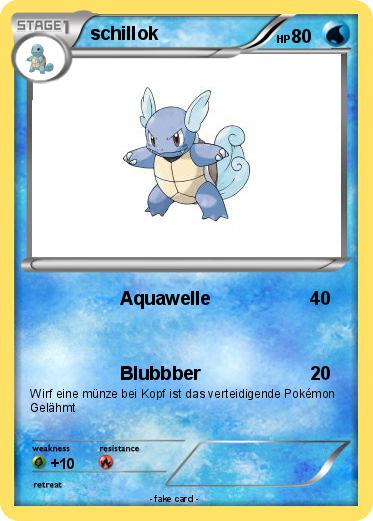 STAGE1
schillok HP80
Aquawelle 40
Blubbber 20
Wirf eine münze bei Kopf ist das verteidigende Pokémon
Gelähmt
weakness resistance
+10
retreat
- fake card -